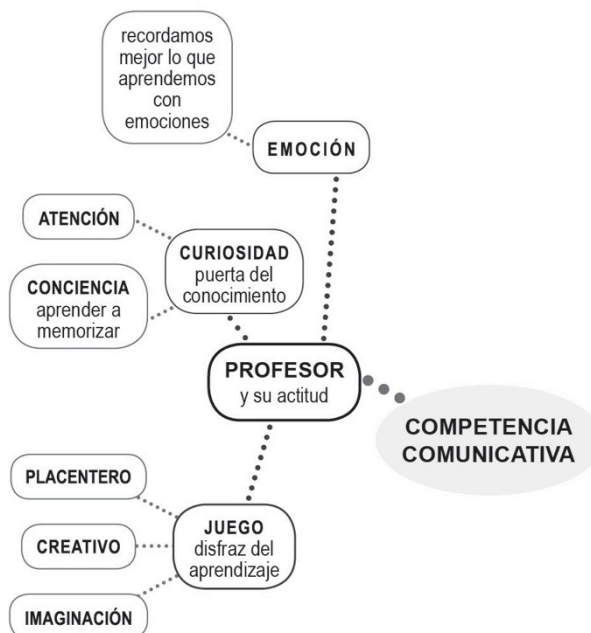 recordamos
mejor lo que
aprendemos
con
emociones
EMOCIÓN
ATENCIÓN
CURIOSIDAD
puerta del
conocimiento
CONCIENCIA
aprender a
memorizar
PROFESOR
y su actitud
COMPETENCIA
COMUNICATIVA
PLACENTERO
JUEGO
disfraz del
aprendizaje
CREATIVO
IMAGINACIÓN